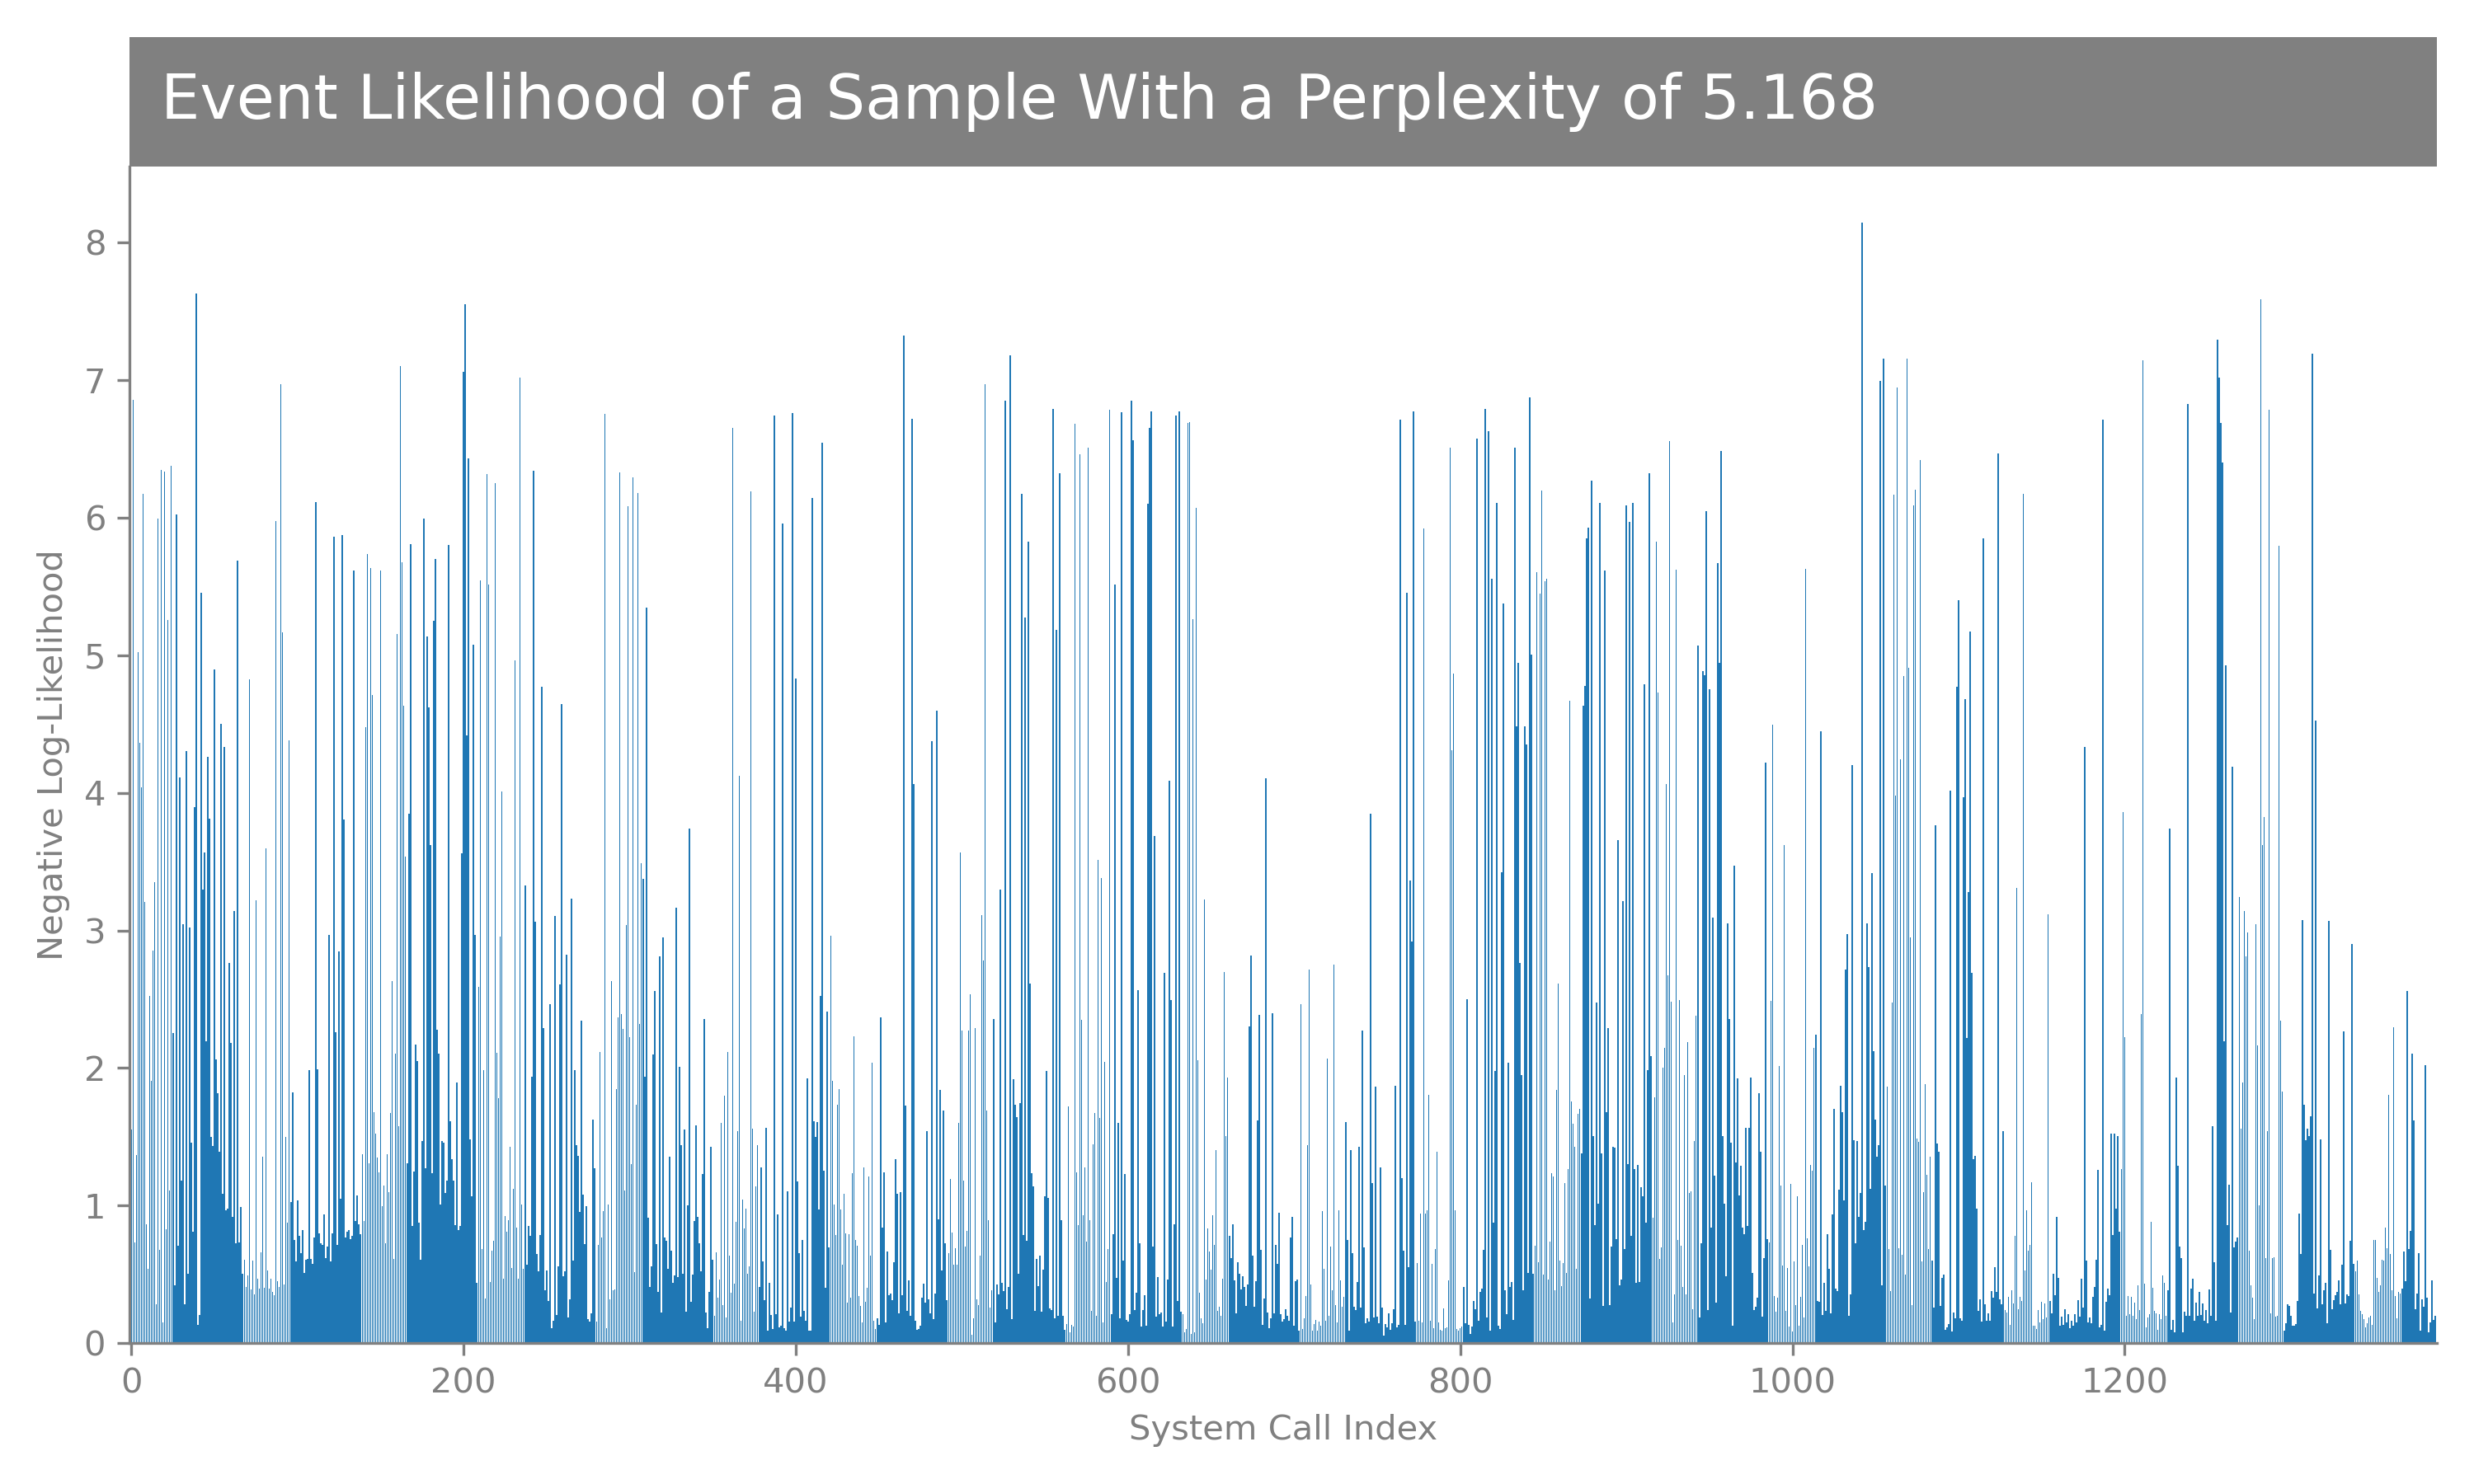 Event Likelihood of a Sample With a Perplexity of 5.168
8
7
6
5
4
3
2
1
0
Negative Log-Likelihood
0 200 400 600 800 1000 1200
System Call Index